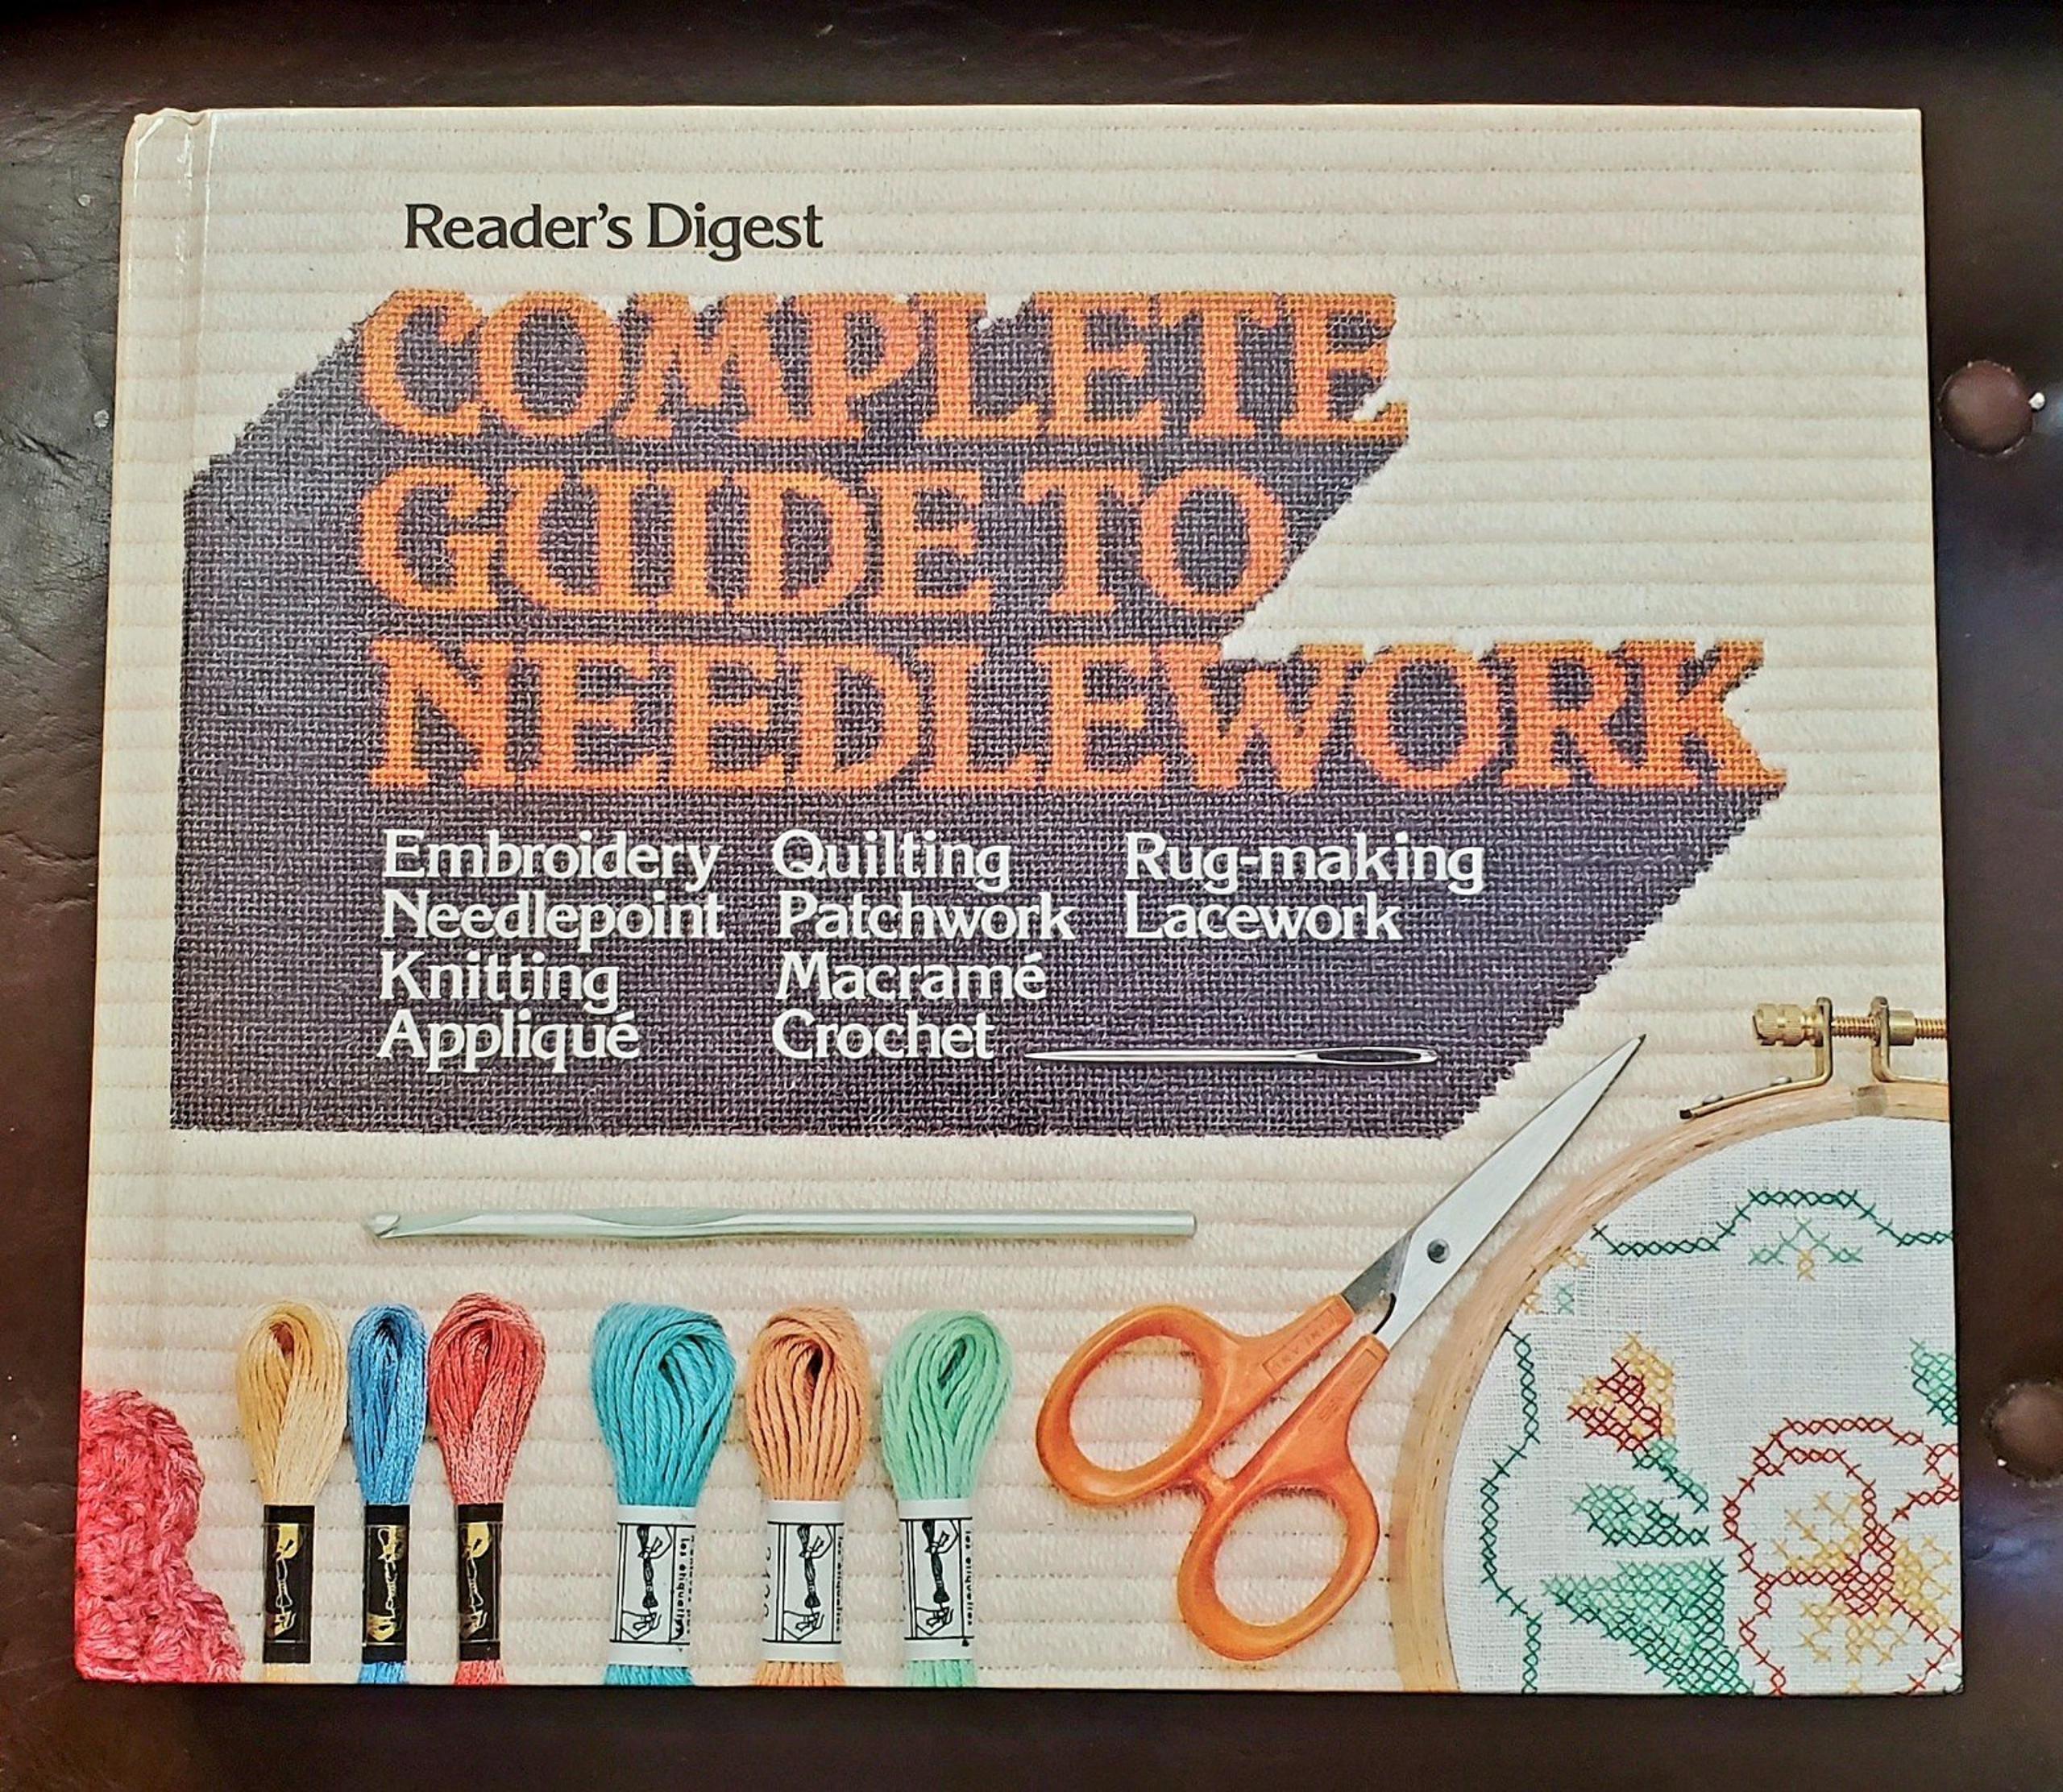 Reader's Digest
COMPLETE
GUIDE TO
NEEDLEWORK
Embroidery
Needlepoint
Knitting
Appliqué
Quilting
Patchwork
Macramé
Crochet
Rug-making
Lacework